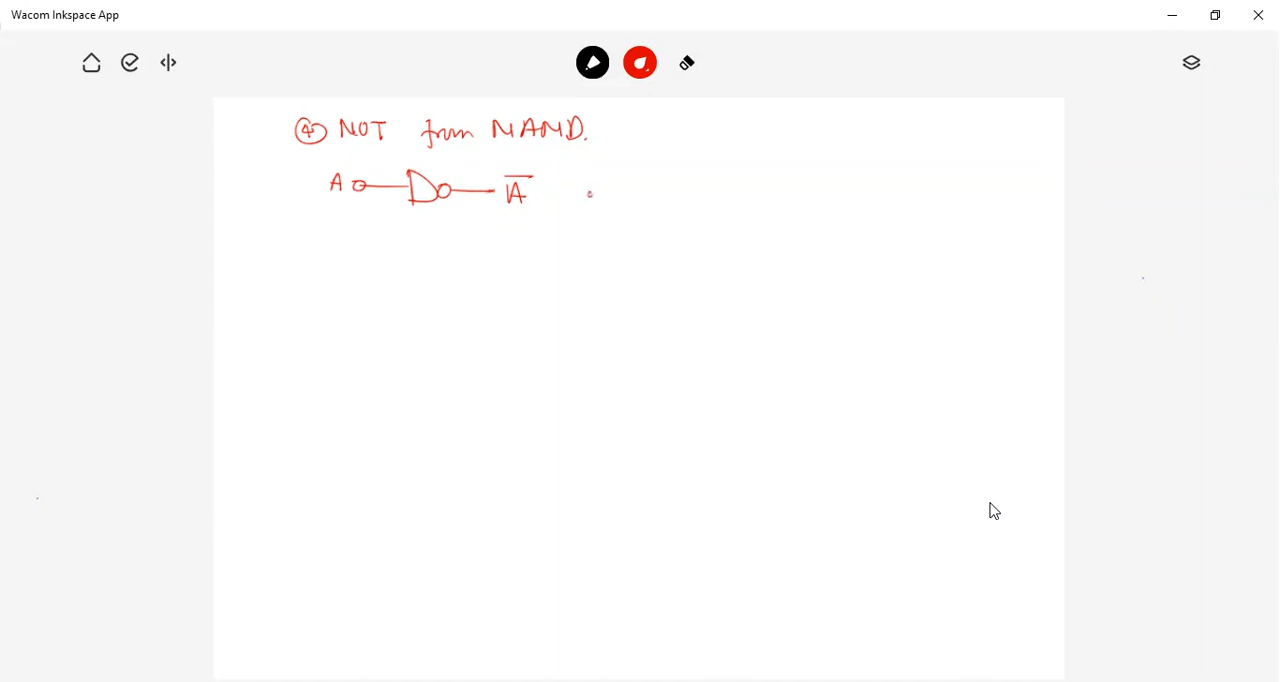 Wacom Inkspace App
④ NOT from NAND.
A A̅